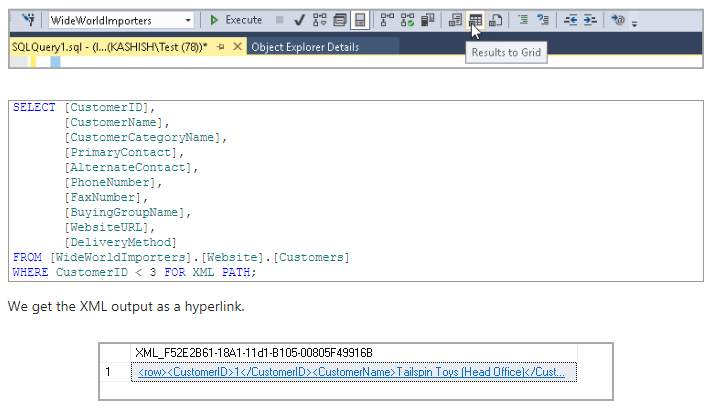 WideWorldImporters Execute
SQLQuery1.sql - (l...(KASHISH\Test (78))* Object Explorer Details
Results to Grid
SELECT [CustomerID],
[CustomerName],
[CustomerCategoryName],
[PrimaryContact],
[AlternateContact],
[PhoneNumber],
[FaxNumber],
[BuyingGroupName],
[WebsiteURL],
[DeliveryMethod]
FROM [WideWorldImporters].[Website].[Customers]
WHERE CustomerID < 3 FOR XML PATH;
We get the XML output as a hyperlink.
XML_F52E2B61-18A1-11d1-B105-00805F49916B
1 <row><CustomerID>1</CustomerID><CustomerName>Tailspin Toys (Head Office)</Cust...